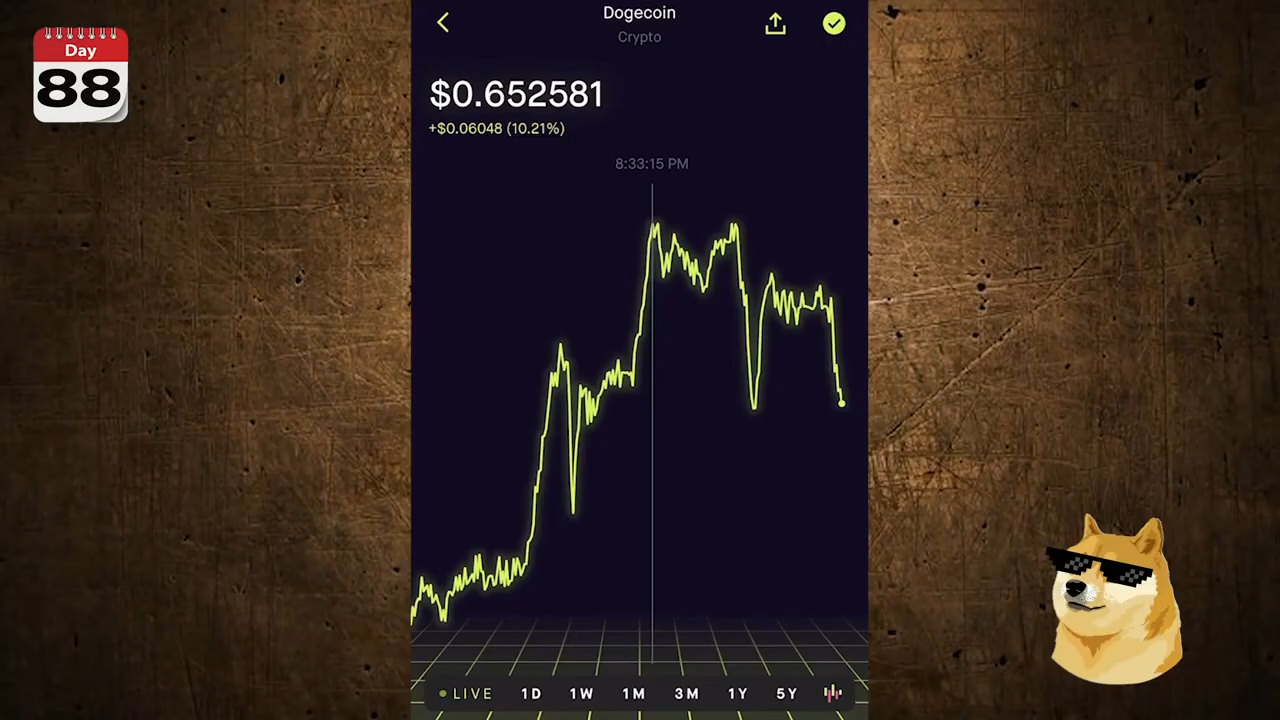 Day
88
Dogecoin
Crypto
$0.652581
+$0.06048 (10.21%)
8:33:15 PM
LIVE 1D 1W 1M 3M 1Y 5Y